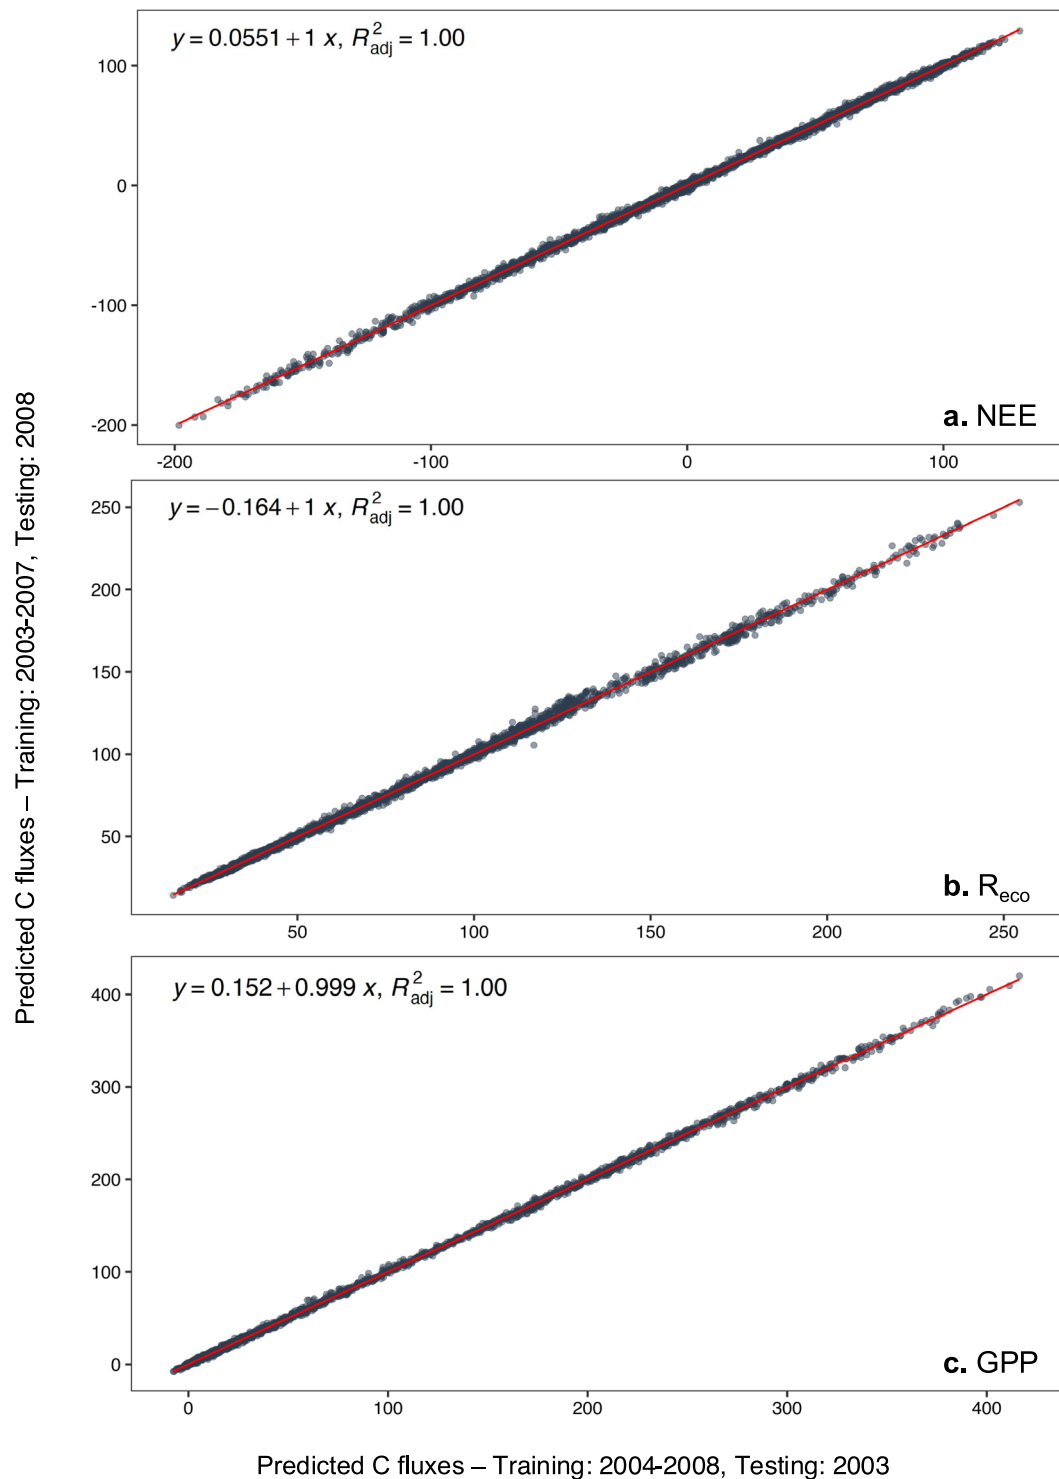 y = 0.0551 + 1 x, R²adj = 1.00
100
0
-100
-200
a. NEE
-200 -100 0 100
y = −0.164 + 1 x, R²adj = 1.00
250
200
150
100
50
b. Reco
50 100 150 200 250
y = 0.152 + 0.999 x, R²adj = 1.00
400
300
200
100
0
c. GPP
0 100 200 300 400
Predicted C fluxes – Training: 2003-2007, Testing: 2008
Predicted C fluxes – Training: 2004-2008, Testing: 2003